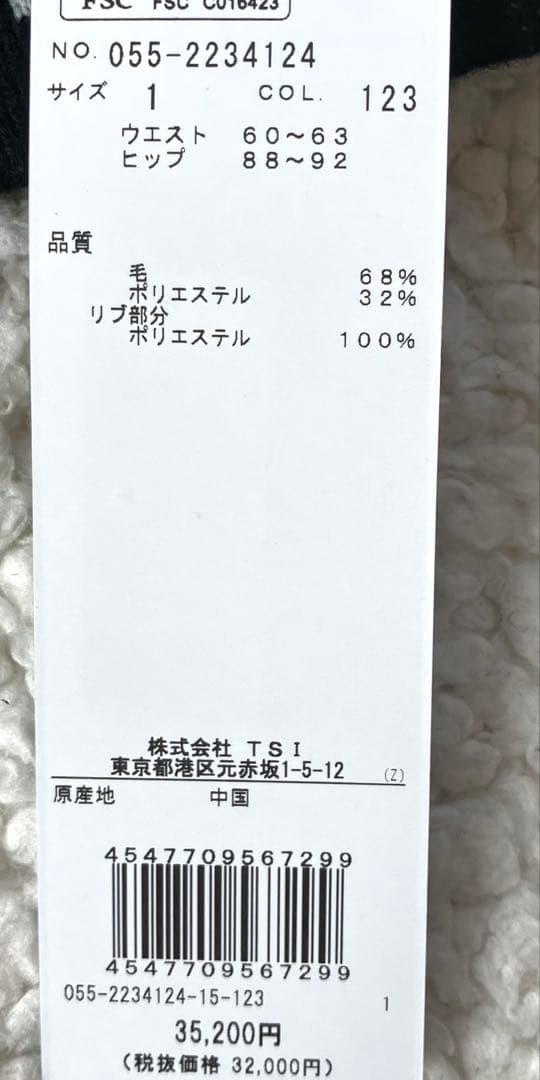 FSC FSC C016423
NO. 055-2234124
サイズ 1 COL. 123
ウエスト 60～63
ヒップ 88～92
品質
毛 68%
ポリエステル 32%
リブ部分
ポリエステル 100%
株式会社 TSI
東京都港区元赤坂1-5-12 (Z)
原産地 中国
4547709567299
4547709567299
055-2234124-15-123 1
35,200円
(税抜価格 32,000円)